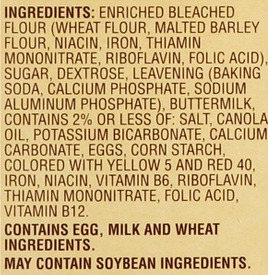 INGREDIENTS: ENRICHED BLEACHED
FLOUR (WHEAT FLOUR, MALTED BARLEY
FLOUR, NIACIN, IRON, THIAMIN
MONONITRATE, RIBOFLAVIN, FOLIC ACID),
SUGAR, DEXTROSE, LEAVENING (BAKING
SODA, CALCIUM PHOSPHATE, SODIUM
ALUMINUM PHOSPHATE), BUTTERMILK,
CONTAINS 2% OR LESS OF: SALT, CANOLA
OIL, POTASSIUM BICARBONATE, CALCIUM
CARBONATE, EGGS, CORN STARCH,
COLORED WITH YELLOW 5 AND RED 40,
IRON, NIACIN, VITAMIN B6, RIBOFLAVIN,
THIAMIN MONONITRATE, FOLIC ACID,
VITAMIN B12.
CONTAINS EGG, MILK AND WHEAT
INGREDIENTS.
MAY CONTAIN SOYBEAN INGREDIENTS.